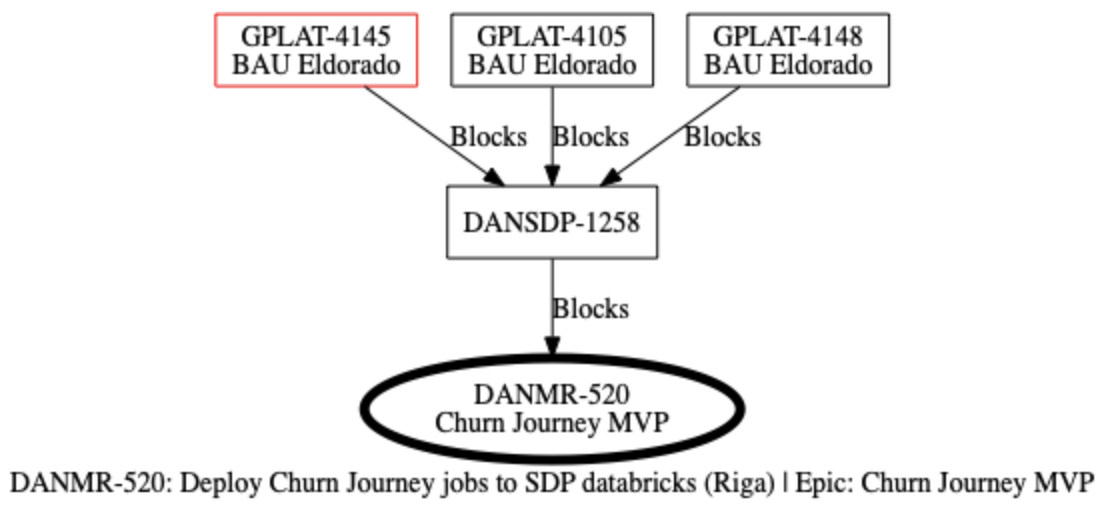 GPLAT-4145
BAU Eldorado
GPLAT-4105
BAU Eldorado
GPLAT-4148
BAU Eldorado
Blocks
Blocks
Blocks
DANSDP-1258
Blocks
DANMR-520
Churn Journey MVP
DANMR-520: Deploy Churn Journey jobs to SDP databricks (Riga) | Epic: Churn Journey MVP